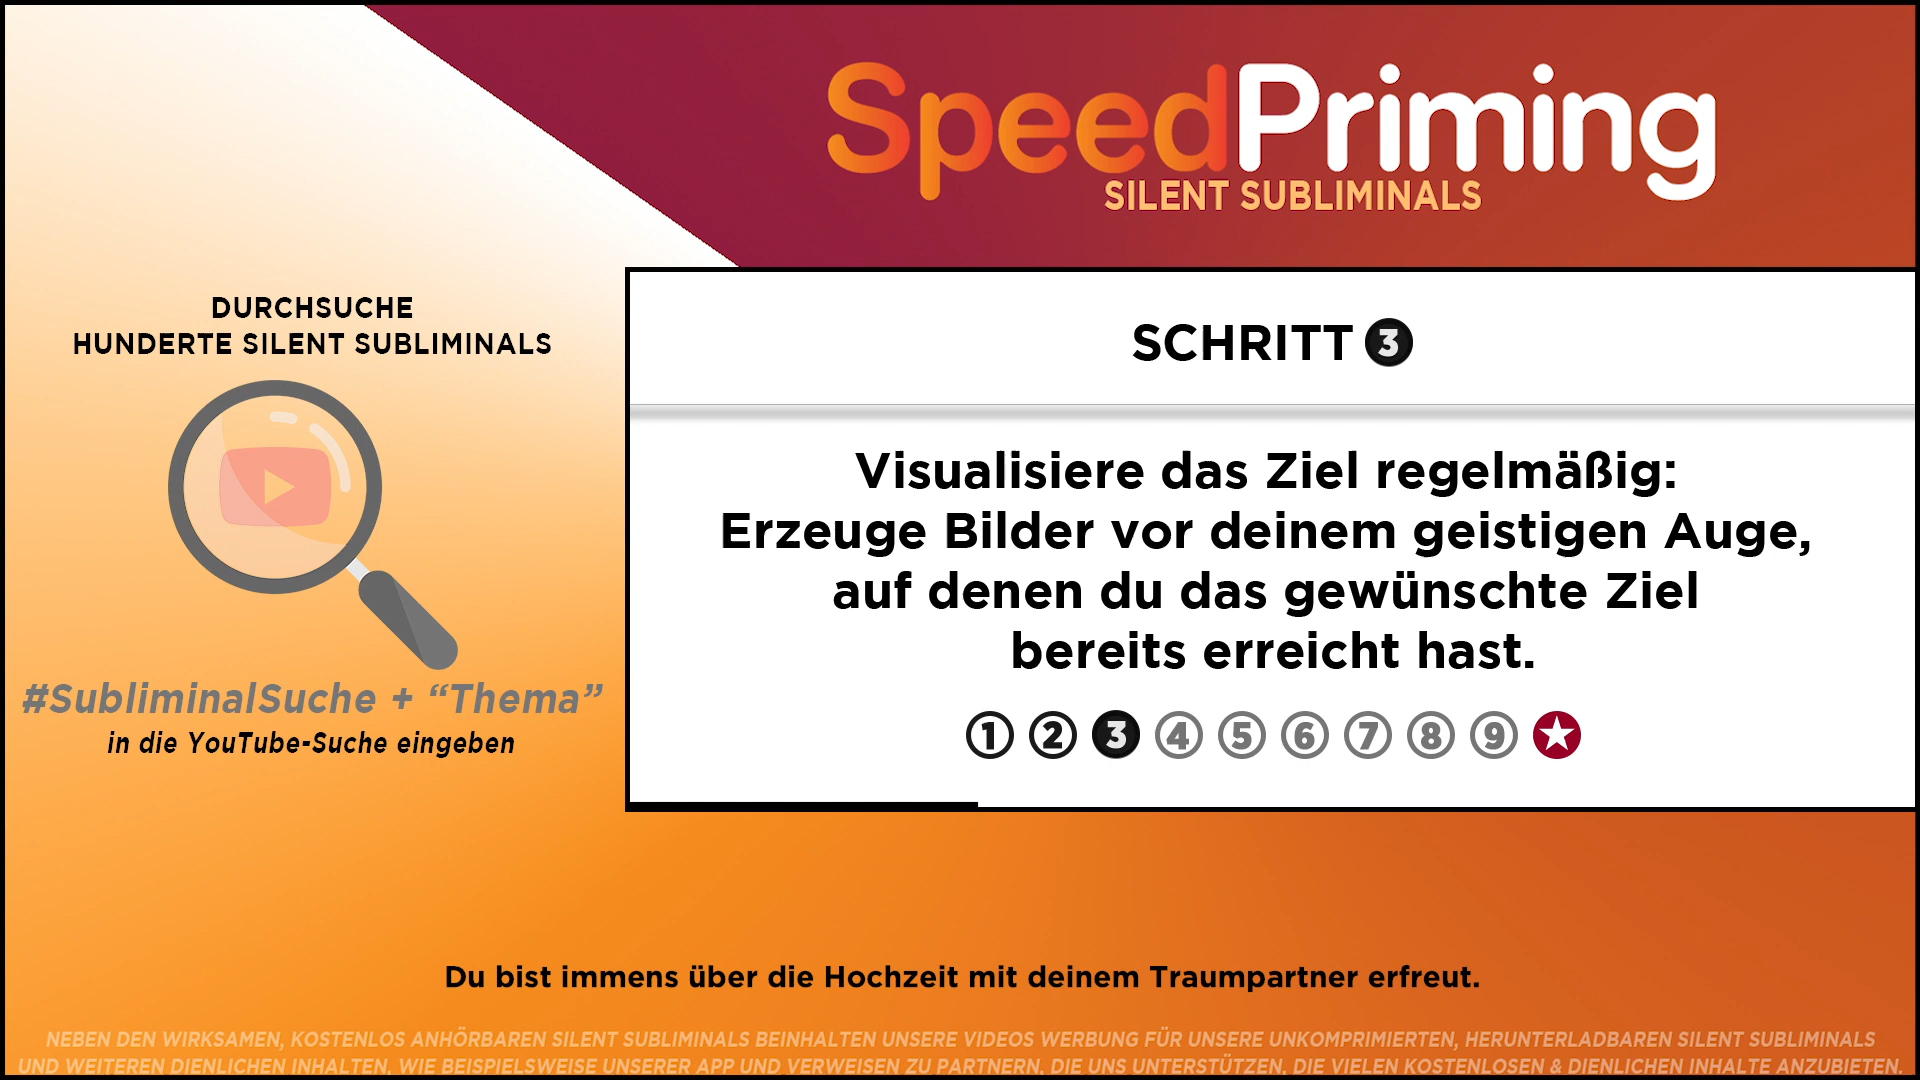 SpeedPriming
SILENT SUBLIMINALS
DURCHSUCHE
HUNDERTE SILENT SUBLIMINALS
#SubliminalSuche + “Thema”
in die YouTube-Suche eingeben
SCHRITT 3
Visualisiere das Ziel regelmäßig:
Erzeuge Bilder vor deinem geistigen Auge,
auf denen du das gewünschte Ziel
bereits erreicht hast.
1 2 3 4 5 6 7 8 9
Du bist immens über die Hochzeit mit deinem Traumpartner erfreut.
NEBEN DEN WIRKSAMEN, KOSTENLOS ANHÖRBAREN SILENT SUBLIMINALS BEINHALTEN UNSERE VIDEOS WERBUNG FÜR UNSERE UNKOMPRIMIERTEN, HERUNTERLADBAREN SILENT SUBLIMINALS
UND WEITEREN DIENLICHEN INHALTEN, WIE BEISPIELSWEISE UNSERER APP UND VERWEISEN ZU PARTNERN, DIE UNS UNTERSTÜTZEN, DIE VIELEN KOSTENLOSEN & DIENLICHEN INHALTE ANZUBIETEN.